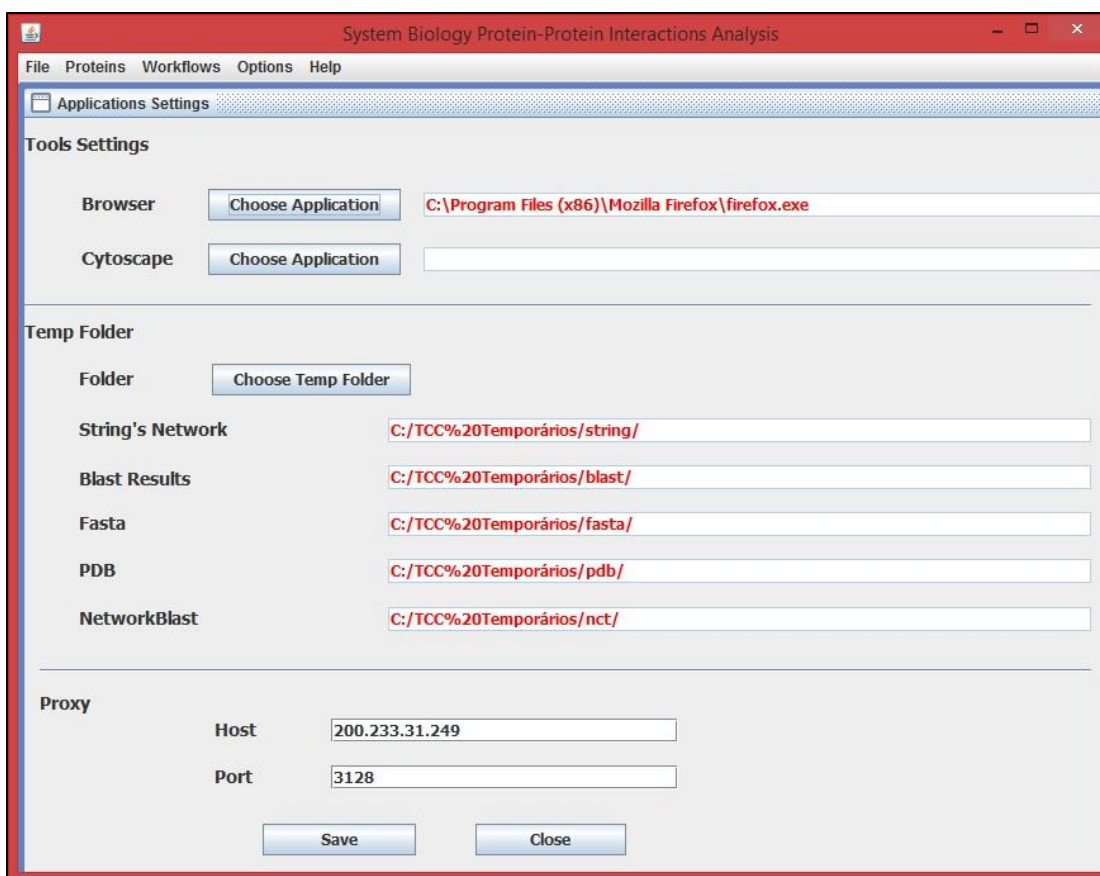 System Biology Protein-Protein Interactions Analysis
File Proteins Workflows Options Help
Applications Settings
Tools Settings
Browser Choose Application C:\Program Files (x86)\Mozilla Firefox\firefox.exe
Cytoscape Choose Application
Temp Folder
Folder Choose Temp Folder
String's Network C:/TCC%20Temporários/string/
Blast Results C:/TCC%20Temporários/blast/
Fasta C:/TCC%20Temporários/fasta/
PDB C:/TCC%20Temporários/pdb/
NetworkBlast C:/TCC%20Temporários/nct/
Proxy
Host 200.233.31.249
Port 3128
Save Close